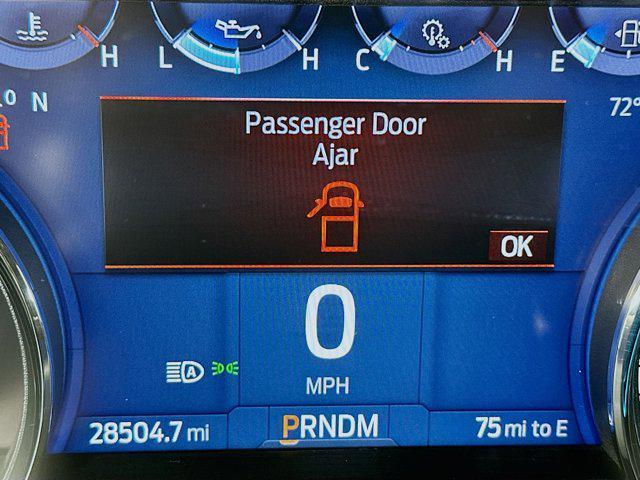 H L H C H E
N 72°
Passenger Door
Ajar
OK
0
MPH
A
28504.7 mi PRNDM 75 mi to E